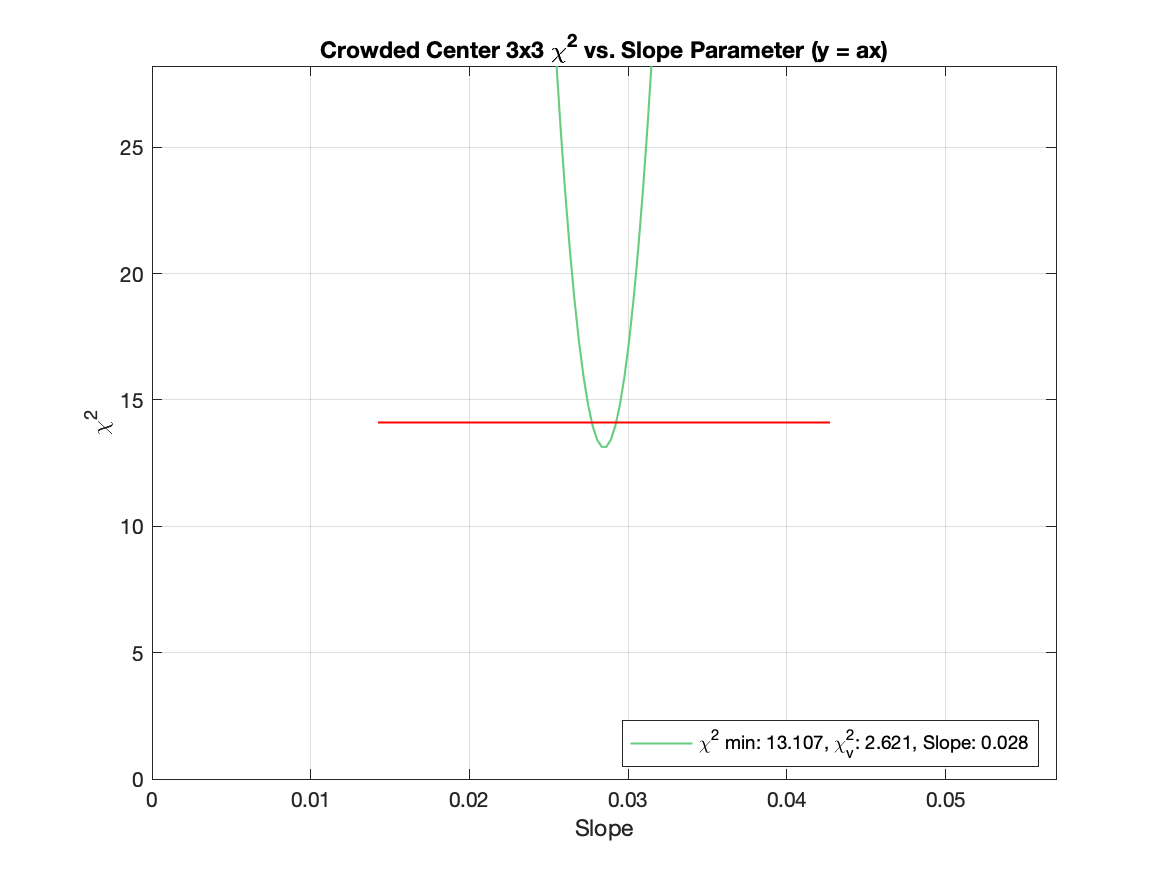 Crowded Center 3x3 χ² vs. Slope Parameter (y = ax)
25
20
15
10
5
0
χ²
0 0.01 0.02 0.03 0.04 0.05
Slope
χ² min: 13.107, χ²ᵥ: 2.621, Slope: 0.028